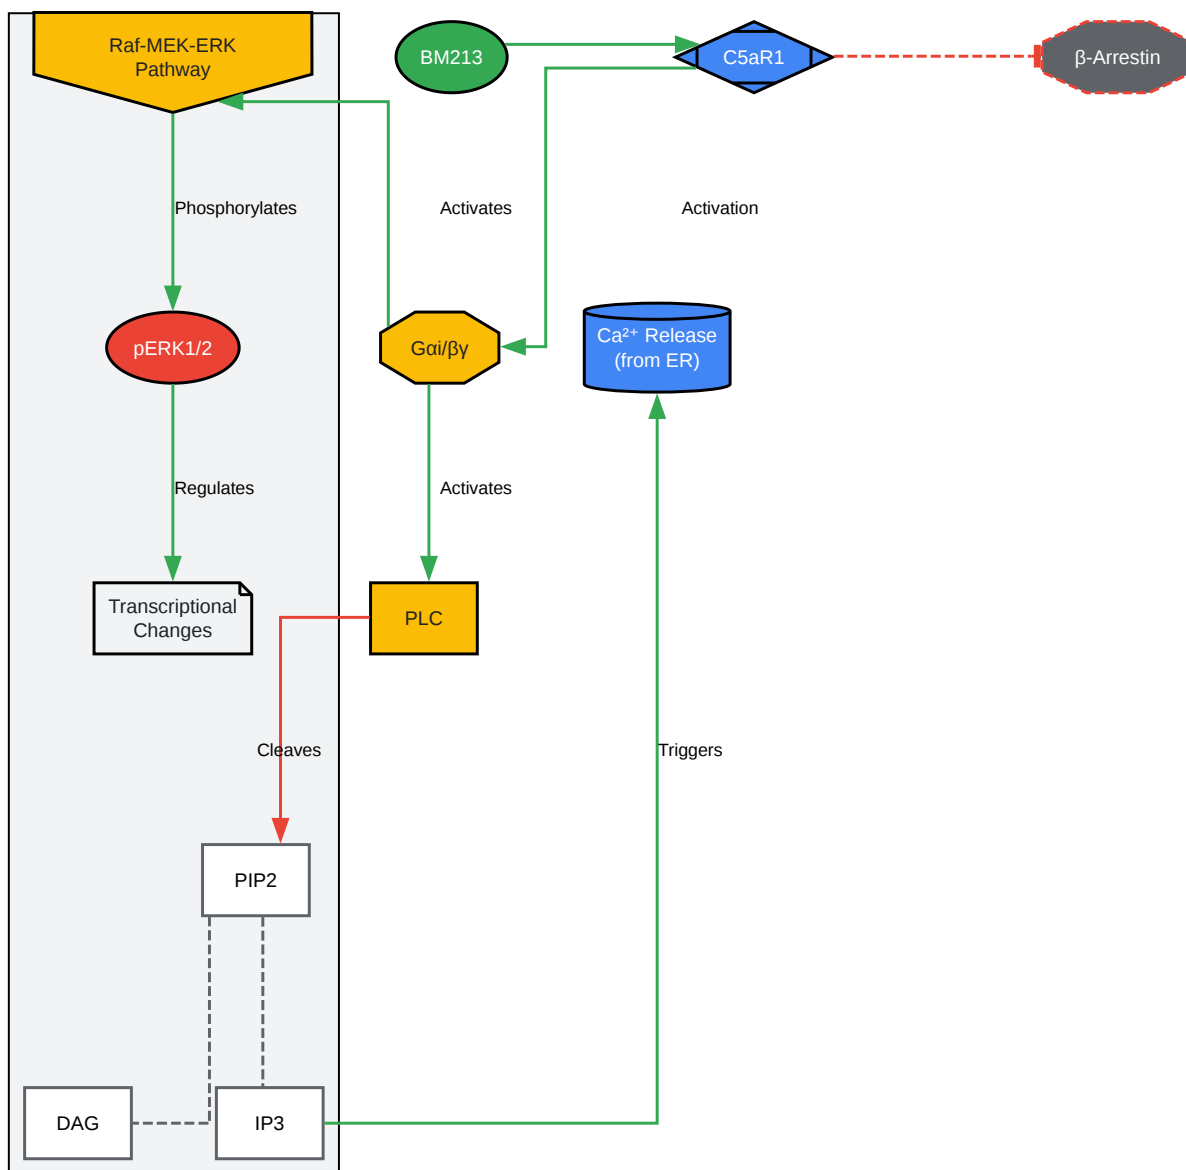 Raf-MEK-ERK
Pathway
BM213
C5aR1
β-Arrestin
Phosphorylates
Activates
Activation
pERK1/2
Gαi/βγ
Ca²⁺ Release
(from ER)
Regulates
Activates
Transcriptional
Changes
PLC
Cleaves
Triggers
PIP2
DAG
IP3